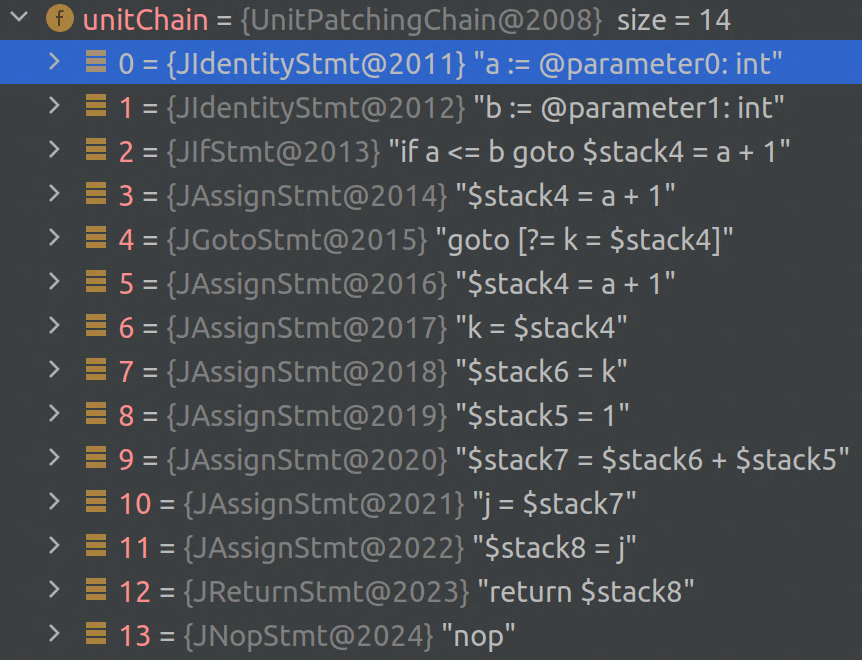 f unitChain = {UnitPatchingChain@2008} size = 14
0 = {JIdentityStmt@2011} "a := @parameter0: int"
1 = {JIdentityStmt@2012} "b := @parameter1: int"
2 = {JIfStmt@2013} "if a <= b goto $stack4 = a + 1"
3 = {JAssignStmt@2014} "$stack4 = a + 1"
4 = {JGotoStmt@2015} "goto [?= k = $stack4]"
5 = {JAssignStmt@2016} "$stack4 = a + 1"
6 = {JAssignStmt@2017} "k = $stack4"
7 = {JAssignStmt@2018} "$stack6 = k"
8 = {JAssignStmt@2019} "$stack5 = 1"
9 = {JAssignStmt@2020} "$stack7 = $stack6 + $stack5"
10 = {JAssignStmt@2021} "j = $stack7"
11 = {JAssignStmt@2022} "$stack8 = j"
12 = {JReturnStmt@2023} "return $stack8"
13 = {JNopStmt@2024} "nop"